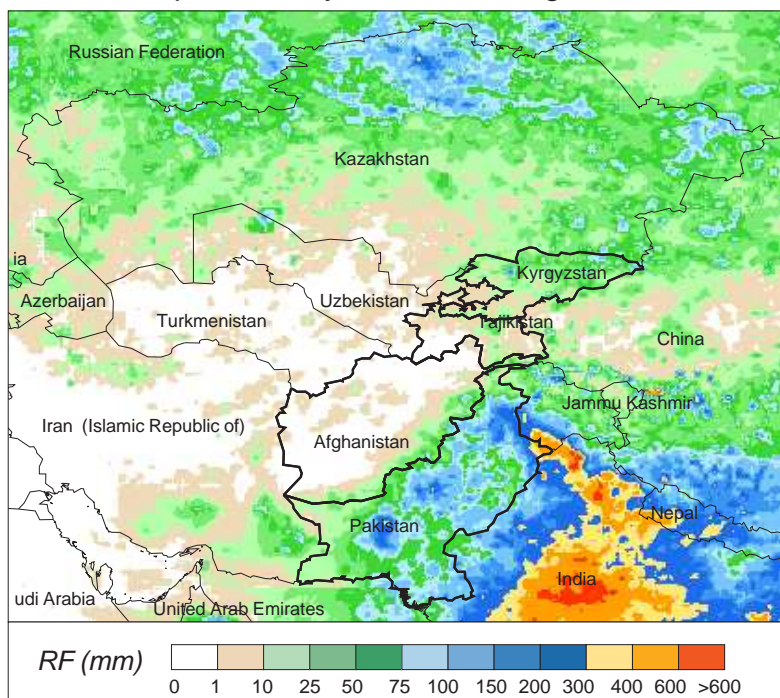 Russian Federation
Kazakhstan
ia
Kyrgyzstan
Azerbaijan
Uzbekistan
Turkmenistan
Tajikistan
China
Jammu Kashmir
Iran (Islamic Republic of)
Afghanistan
Nepal
Pakistan
India
udi Arabia
United Arab Emirates
RF (mm)
0 1 10 25 50 75 100 150 200 300 400 600 >600